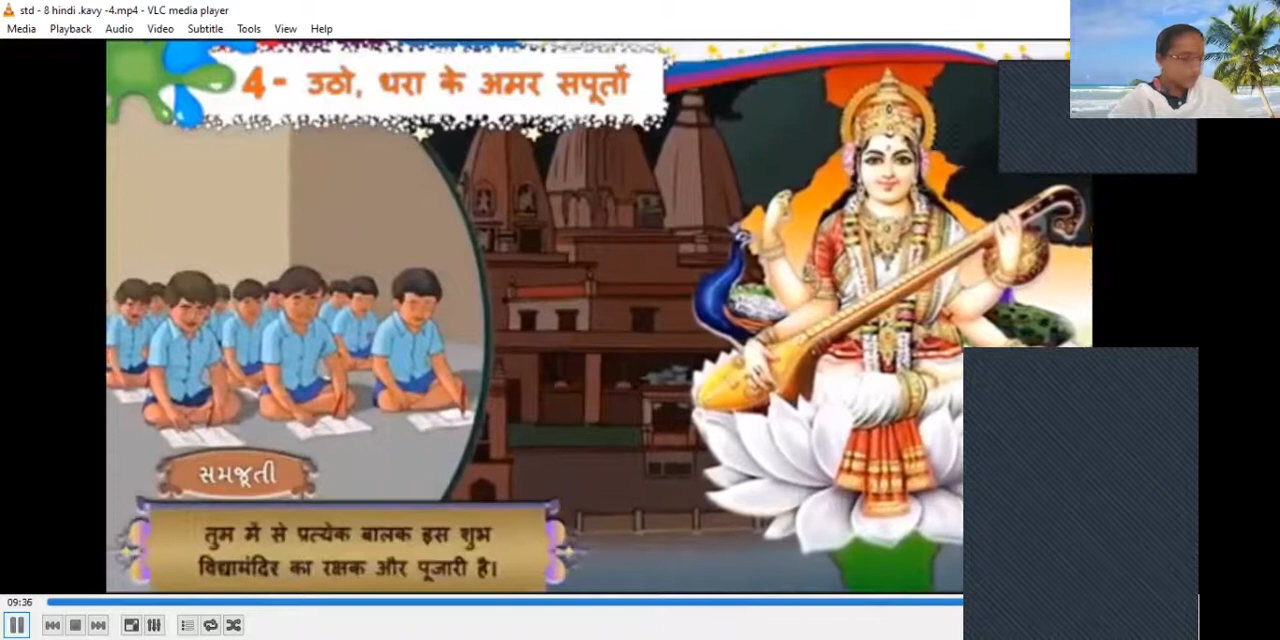 std - 8 hindi .kavy -4.mp4 - VLC media player
Media Playback Audio Video Subtitle Tools View Help
4- उठो, धरा के अमर सपूतों
સમજૂતી
तुम में से प्रत्येक बालक इस शुभ
विद्यामंदिर का रक्षक और पूजारी है।
09:36